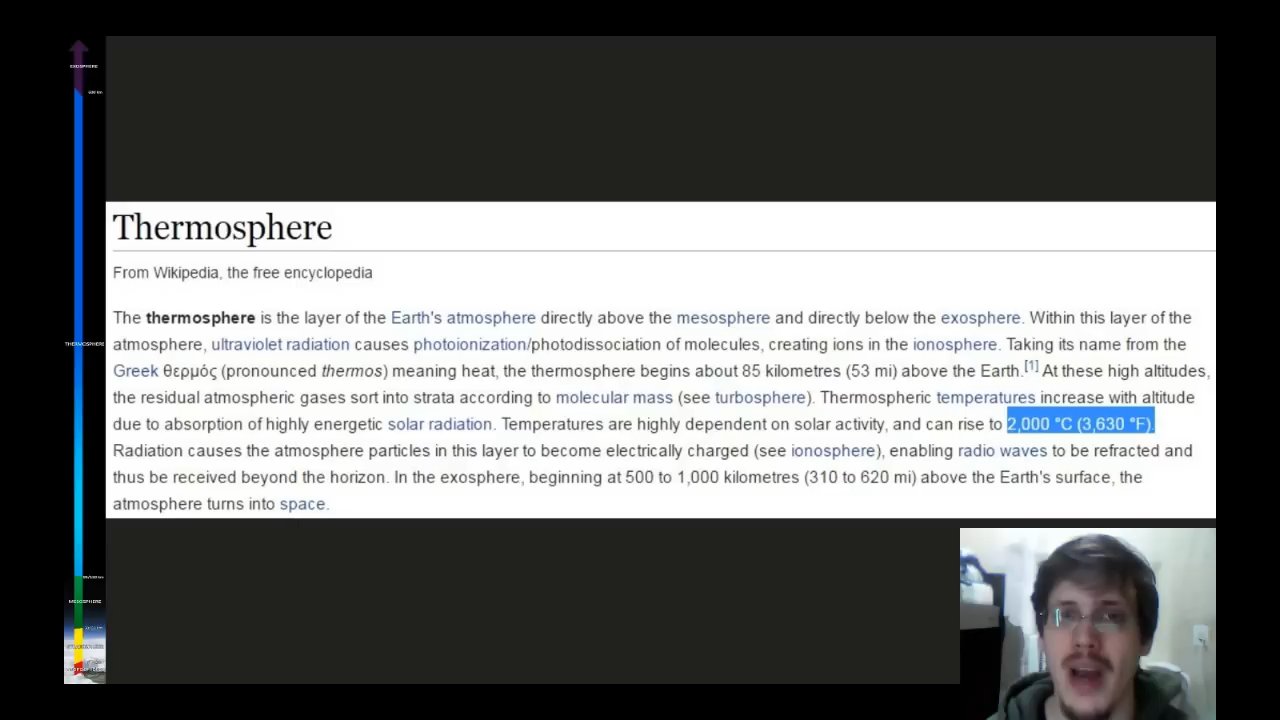 EXOSPHERE
690 km
Thermosphere
From Wikipedia, the free encyclopedia
The thermosphere is the layer of the Earth's atmosphere directly above the mesosphere and directly below the exosphere. Within this layer of the
atmosphere, ultraviolet radiation causes photoionization/photodissociation of molecules, creating ions in the ionosphere. Taking its name from the
THERMOSPHERE
Greek θερμός (pronounced thermos) meaning heat, the thermosphere begins about 85 kilometres (53 mi) above the Earth.[1] At these high altitudes,
the residual atmospheric gases sort into strata according to molecular mass (see turbosphere). Thermospheric temperatures increase with altitude
due to absorption of highly energetic solar radiation. Temperatures are highly dependent on solar activity, and can rise to 2,000 °C (3,630 °F).
Radiation causes the atmosphere particles in this layer to become electrically charged (see ionosphere), enabling radio waves to be refracted and
thus be received beyond the horizon. In the exosphere, beginning at 500 to 1,000 kilometres (310 to 620 mi) above the Earth's surface, the
atmosphere turns into space.
MESOSPHERE